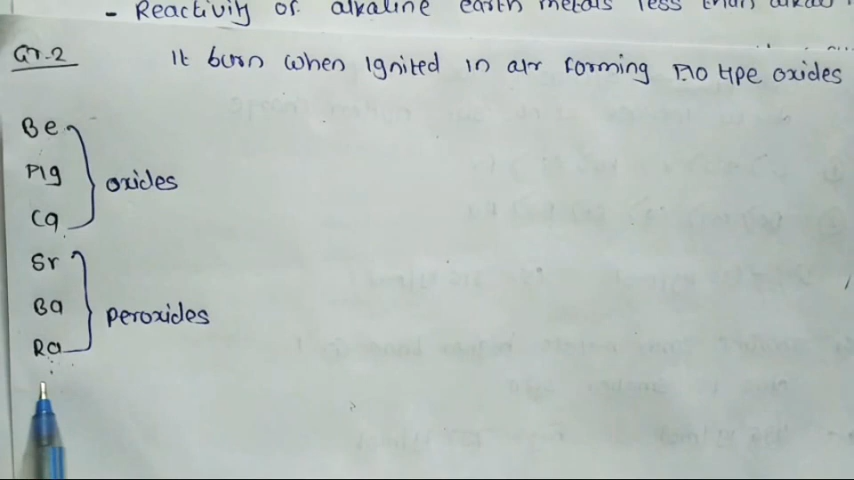 - Reactivity of alkaline earth metals less than
Gr.2 It burn when ignited in air forming MO type oxides
Be
Mg
Ca
oxides
Sr
Ba
Ra
peroxides